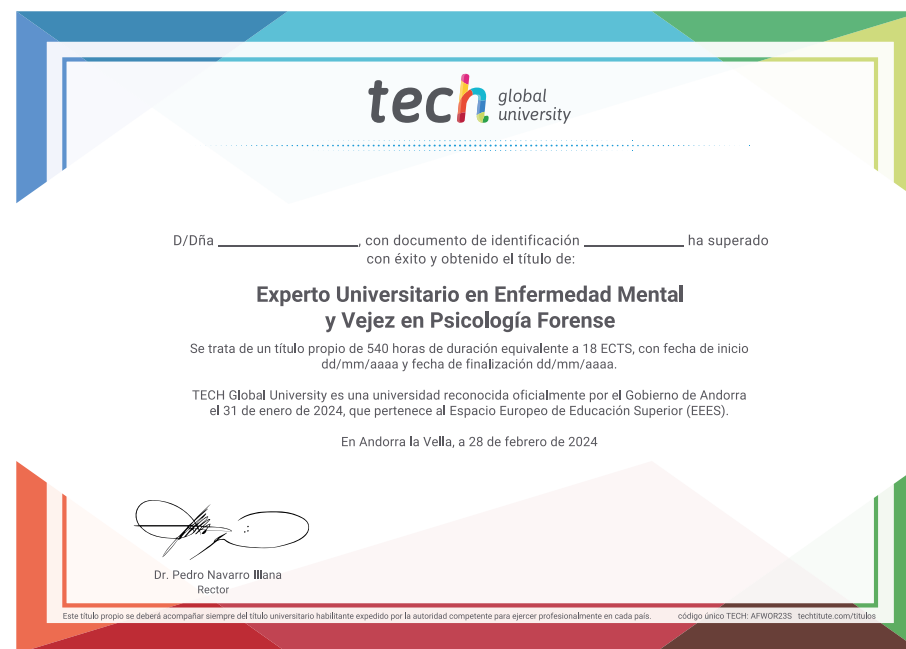 tech global
university
D/Dña ____________________, con documento de identificación ______________ ha superado
con éxito y obtenido el título de:
Experto Universitario en Enfermedad Mental
y Vejez en Psicología Forense
Se trata de un título propio de 540 horas de duración equivalente a 18 ECTS, con fecha de inicio
dd/mm/aaaa y fecha de finalización dd/mm/aaaa.
TECH Global University es una universidad reconocida oficialmente por el Gobierno de Andorra
el 31 de enero de 2024, que pertenece al Espacio Europeo de Educación Superior (EEES).
En Andorra la Vella, a 28 de febrero de 2024
Dr. Pedro Navarro Illana
Rector
Este título propio se deberá acompañar siempre del título universitario habilitante expedido por la autoridad competente para ejercer profesionalmente en cada país. código único TECH: AFWOR23S techtitute.com/titulos